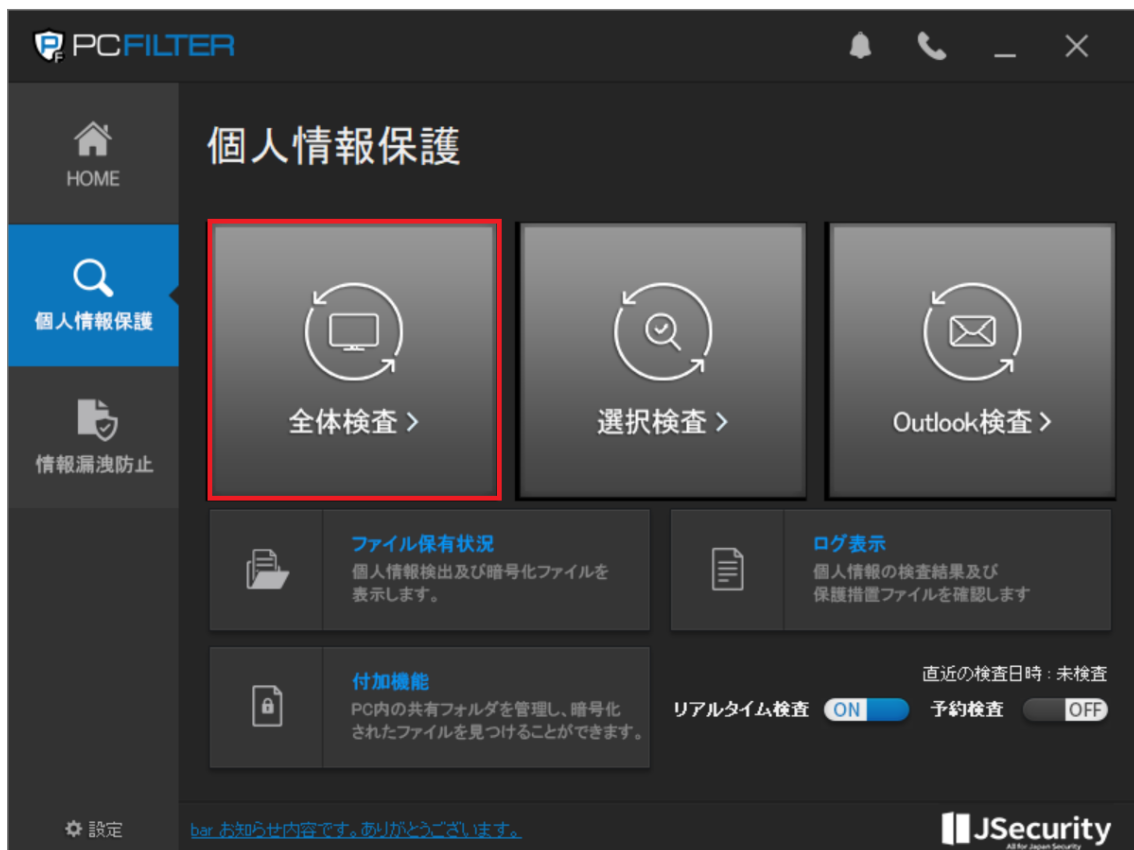 PCFILTER
HOME
個人情報保護
情報漏洩防止
設定
個人情報保護
全体検査 >
選択検査 >
Outlook検査 >
ファイル保有状況
個人情報検出及び暗号化ファイルを
表示します。
ログ表示
個人情報の検査結果及び
保護措置ファイルを確認します
付加機能
PC内の共有フォルダを管理し、暗号化
されたファイルを見つけることができます。
直近の検査日時 : 未検査
リアルタイム検査 ON 予約検査 OFF
bar お知らせ内容です。ありがとうございます。
JSecurity
All for Japan Security